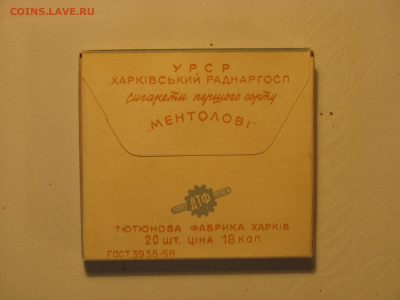 COINS.LAVE.RU
УРСР
ХАРКІВСЬКИЙ РАДНАРГОСП
Сигарети першого сорту
„МЕНТОЛОВІ"
ДТФ
ТЮТЮНОВА ФАБРИКА ХАРКІВ
20 ШТ. ЦІНА 18 КОП
ГОСТ 3935-58